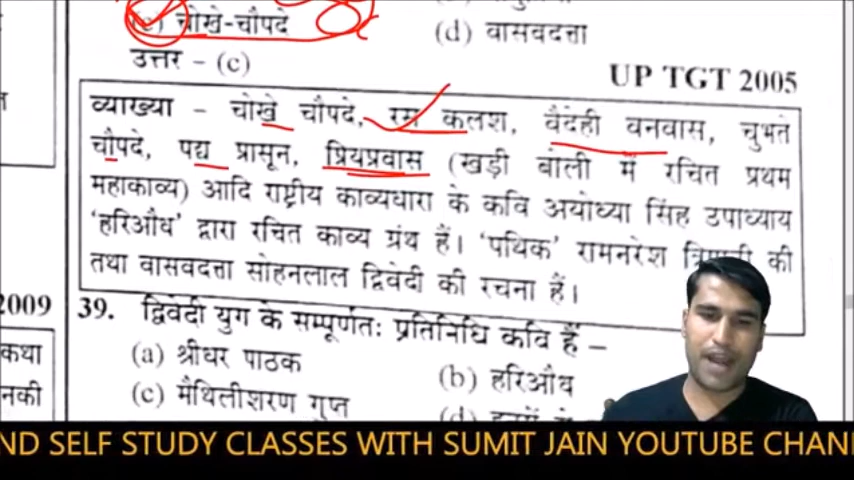 (c) चोखे-चौपदे
(d) वासवदत्ता
उत्तर - (c)
UP TGT 2005
व्याख्या - चोखे चौपदे, रस कलश, वैदेही वनवास, चुभते
चौपदे, पद्य प्रासून, प्रियप्रवास (खड़ी बोली में रचित प्रथम
महाकाव्य) आदि राष्ट्रीय काव्यधारा के कवि अयोध्या सिंह उपाध्याय
'हरिऔध' द्वारा रचित काव्य ग्रंथ हैं। 'पथिक' रामनरेश की
तथा वासवदत्ता सोहनलाल द्विवेदी की रचना हैं।
2009
39. द्विवेदी युग के सम्पूर्णतः प्रतिनिधि कवि हैं –
कथा
(a) श्रीधर पाठक
(b) हरिऔध
नकी
(c) मैथिलीशरण गुप्त
(d)
ND SELF STUDY CLASSES WITH SUMIT JAIN YOUTUBE CHAN